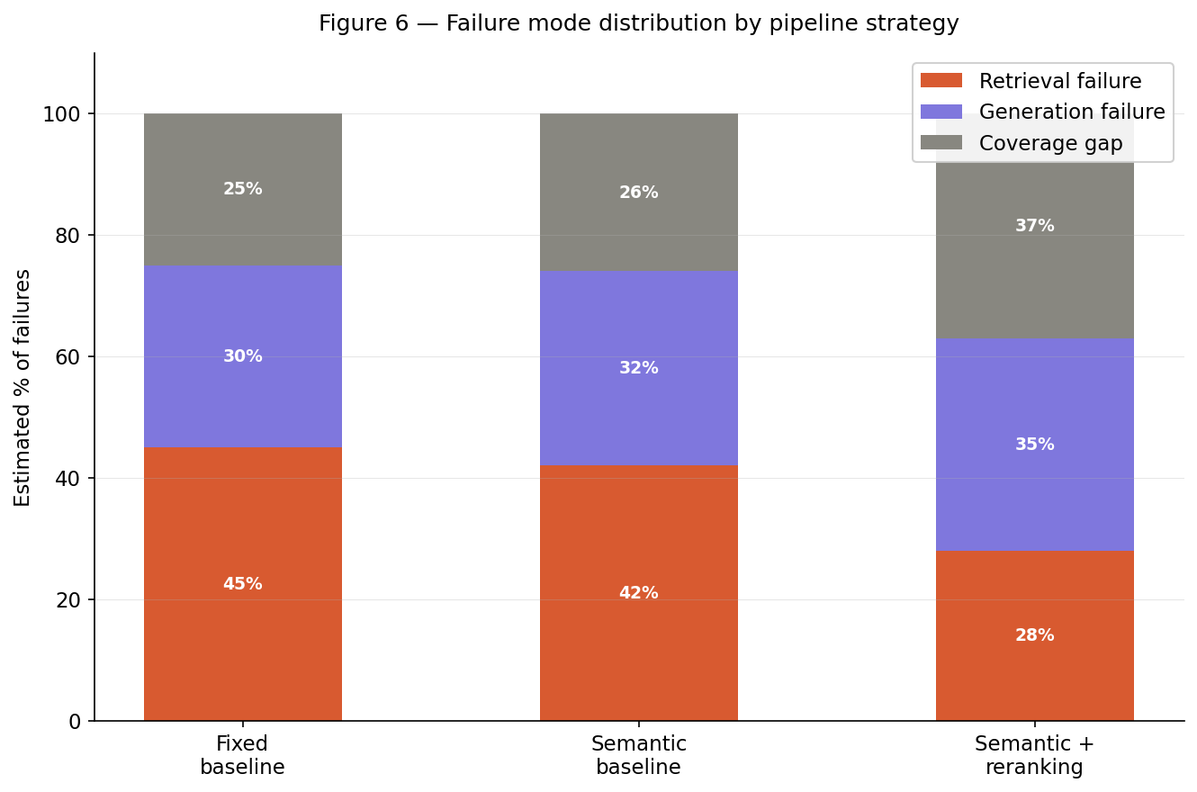 Figure 6 — Failure mode distribution by pipeline strategy
Retrieval failure
Generation failure
Coverage gap
Estimated % of failures
100
80
60
40
20
0
25%
26%
37%
30%
32%
35%
45%
42%
28%
Fixed
baseline
Semantic
baseline
Semantic +
reranking